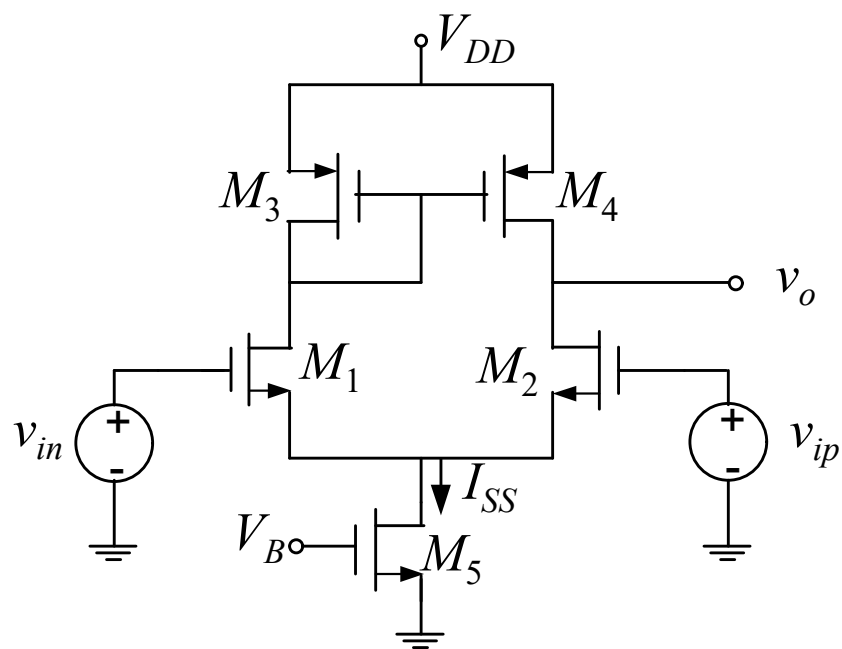 V_DD
M_3 M_4
v_o
M_1 M_2
v_in + - + - v_ip
I_SS
V_B M_5